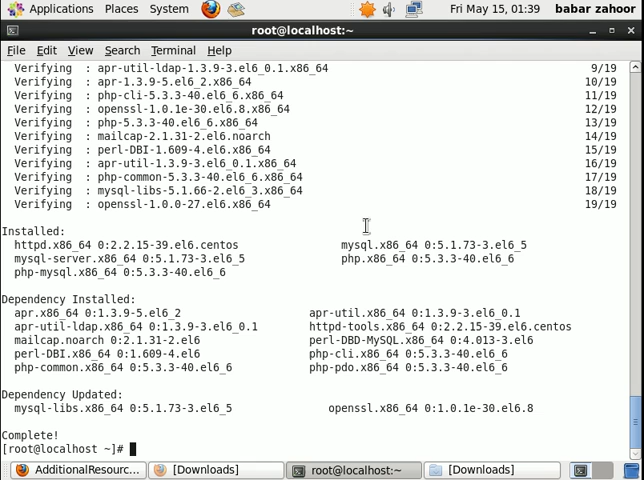 Applications Places System Fri May 15, 01:39 babar zahoor
root@localhost:~
File Edit View Search Terminal Help
Verifying : apr-util-ldap-1.3.9-3.el6_0.1.x86_64 9/19
Verifying : apr-1.3.9-5.el6_2.x86_64 10/19
Verifying : php-cli-5.3.3-40.el6_6.x86_64 11/19
Verifying : openssl-1.0.1e-30.el6.8.x86_64 12/19
Verifying : php-5.3.3-40.el6_6.x86_64 13/19
Verifying : mailcap-2.1.31-2.el6.noarch 14/19
Verifying : perl-DBI-1.609-4.el6.x86_64 15/19
Verifying : apr-util-1.3.9-3.el6_0.1.x86_64 16/19
Verifying : php-common-5.3.3-40.el6_6.x86_64 17/19
Verifying : mysql-libs-5.1.66-2.el6_3.x86_64 18/19
Verifying : openssl-1.0.0-27.el6.x86_64 19/19
Installed:
httpd.x86_64 0:2.2.15-39.el6.centos mysql.x86_64 0:5.1.73-3.el6_5
mysql-server.x86_64 0:5.1.73-3.el6_5 php.x86_64 0:5.3.3-40.el6_6
php-mysql.x86_64 0:5.3.3-40.el6_6
Dependency Installed:
apr.x86_64 0:1.3.9-5.el6_2 apr-util.x86_64 0:1.3.9-3.el6_0.1
apr-util-ldap.x86_64 0:1.3.9-3.el6_0.1 httpd-tools.x86_64 0:2.2.15-39.el6.centos
mailcap.noarch 0:2.1.31-2.el6 perl-DBD-MySQL.x86_64 0:4.013-3.el6
perl-DBI.x86_64 0:1.609-4.el6 php-cli.x86_64 0:5.3.3-40.el6_6
php-common.x86_64 0:5.3.3-40.el6_6 php-pdo.x86_64 0:5.3.3-40.el6_6
Dependency Updated:
mysql-libs.x86_64 0:5.1.73-3.el6_5 openssl.x86_64 0:1.0.1e-30.el6.8
Complete!
[root@localhost ~]#
AdditionalResourc... [Downloads] root@localhost:~ [Downloads]